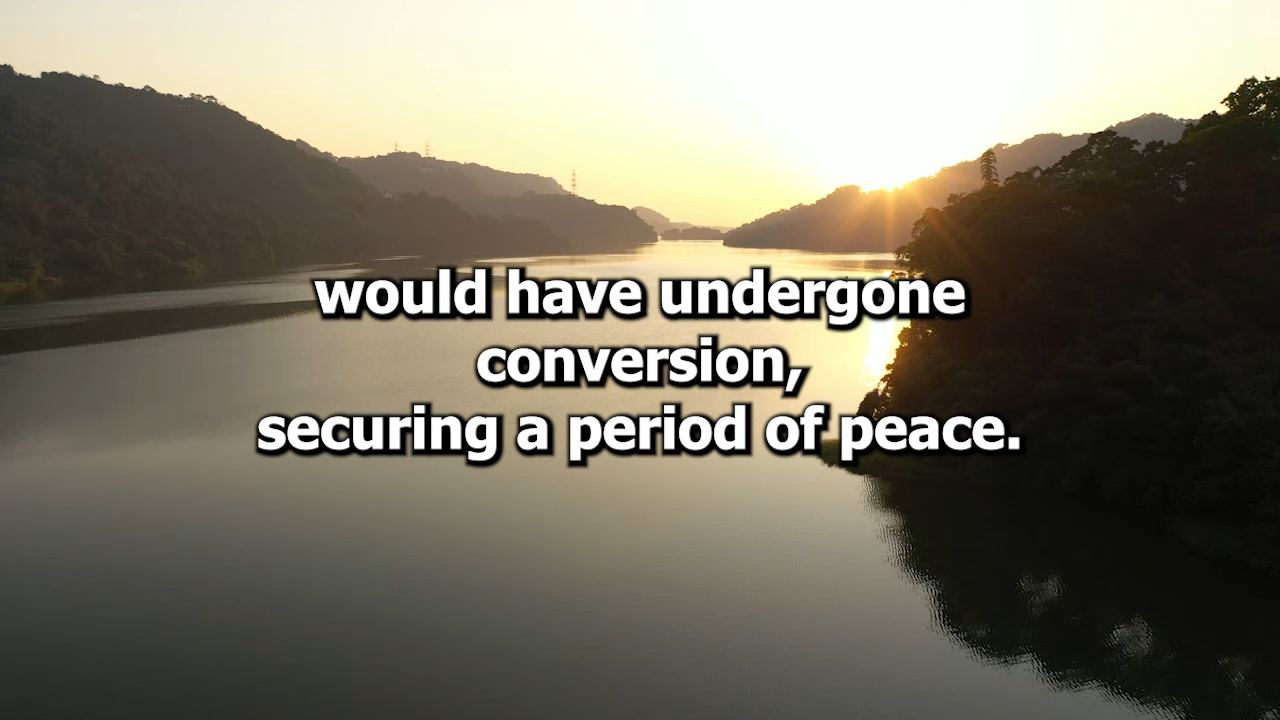 would have undergone
conversion,
securing a period of peace.